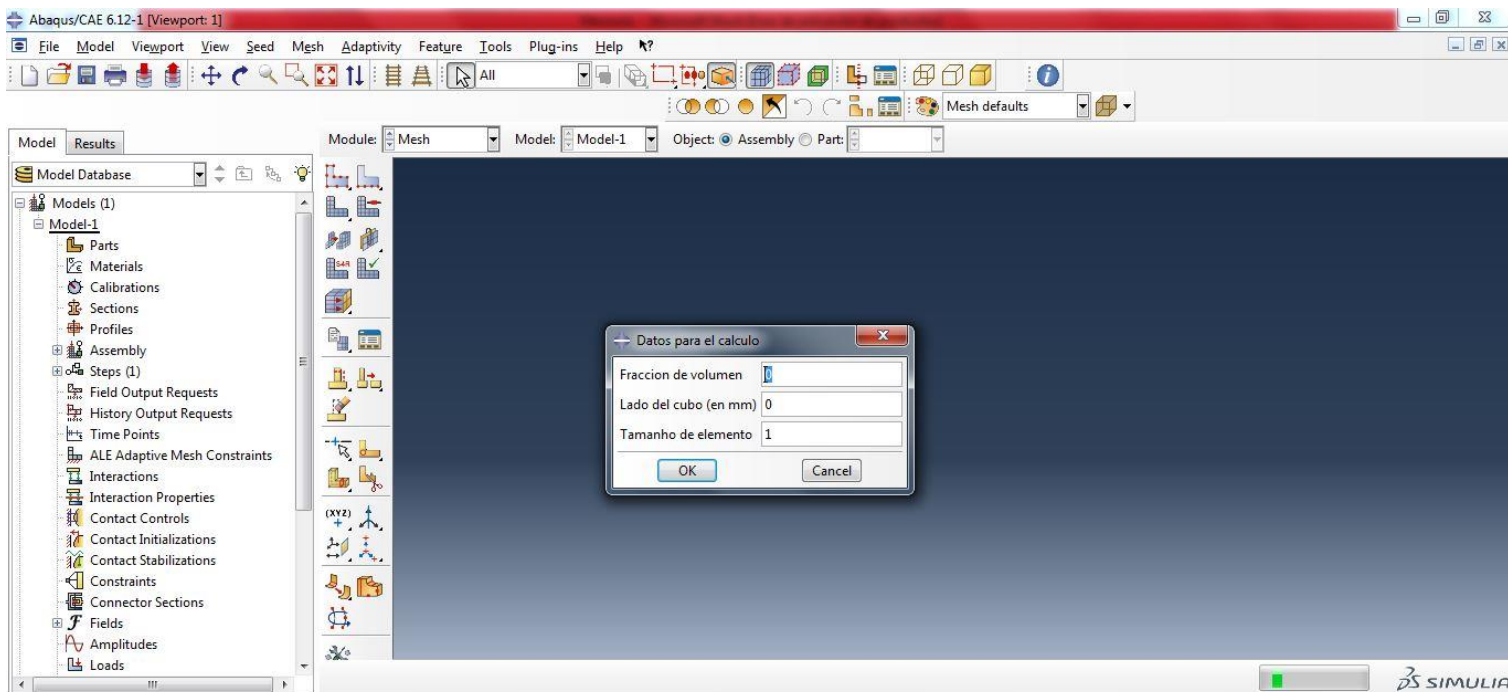 Abaqus/CAE 6.12-1 [Viewport: 1]
File Model Viewport View Seed Mesh Adaptivity Feature Tools Plug-ins Help
All
Mesh defaults
Model Results
Module: Mesh Model: Model-1 Object: Assembly Part:
Model Database
Models (1)
Model-1
Parts
Materials
Calibrations
Sections
Profiles
Assembly
Steps (1)
Field Output Requests
History Output Requests
Time Points
ALE Adaptive Mesh Constraints
Interactions
Interaction Properties
Contact Controls
Contact Initializations
Contact Stabilizations
Constraints
Connector Sections
Fields
Amplitudes
Loads
S4R
(XYZ)
Datos para el calculo
Fraccion de volumen 0
Lado del cubo (en mm) 0
Tamanho de elemento 1
OK Cancel
SIMULIA